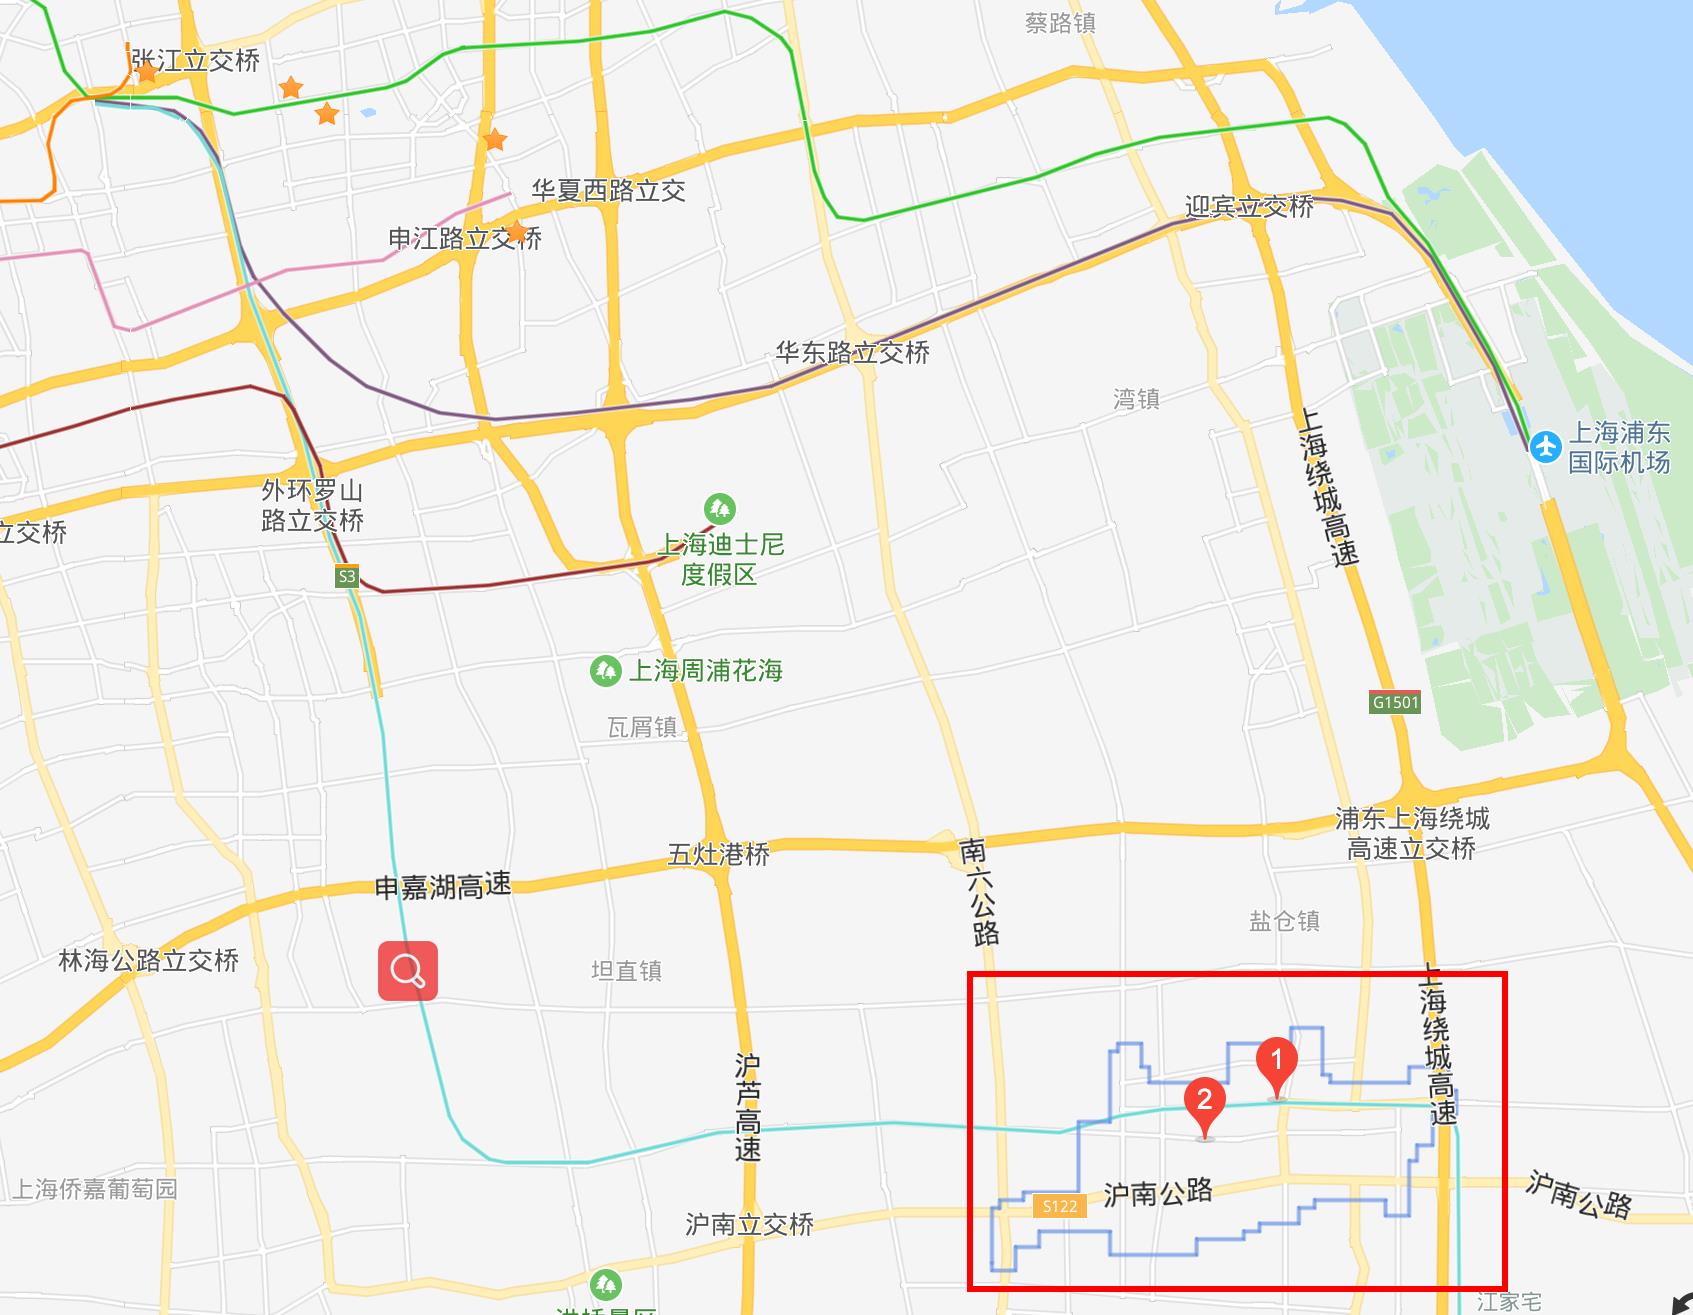 蔡路镇
张江立交桥
华夏西路立交
迎宾立交桥
申江路立交桥
华东路立交桥
湾镇
上海绕城高速
上海浦东
国际机场
外环罗山
路立交桥
立交桥
上海迪士尼
度假区
S3
上海周浦花海
G1501
瓦屑镇
浦东上海绕城
高速立交桥
五灶港桥
南六公路
申嘉湖高速
盐仓镇
林海公路立交桥
坦直镇
上海绕城高速
1
沪芦高速
2
上海侨嘉葡萄园
沪南公路
沪南公路
S122
沪南立交桥
江家宅